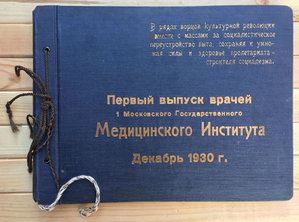 В рядах борцов культурной революции
вместе с массами за социалистическое
переустройство быта, сохраняя и умно-
жая силы и здоровье пролетариата-
строителя социализма.
Первый выпуск врачей
1 Московского Государственного
Медицинского Института
Декабрь 1930 г.